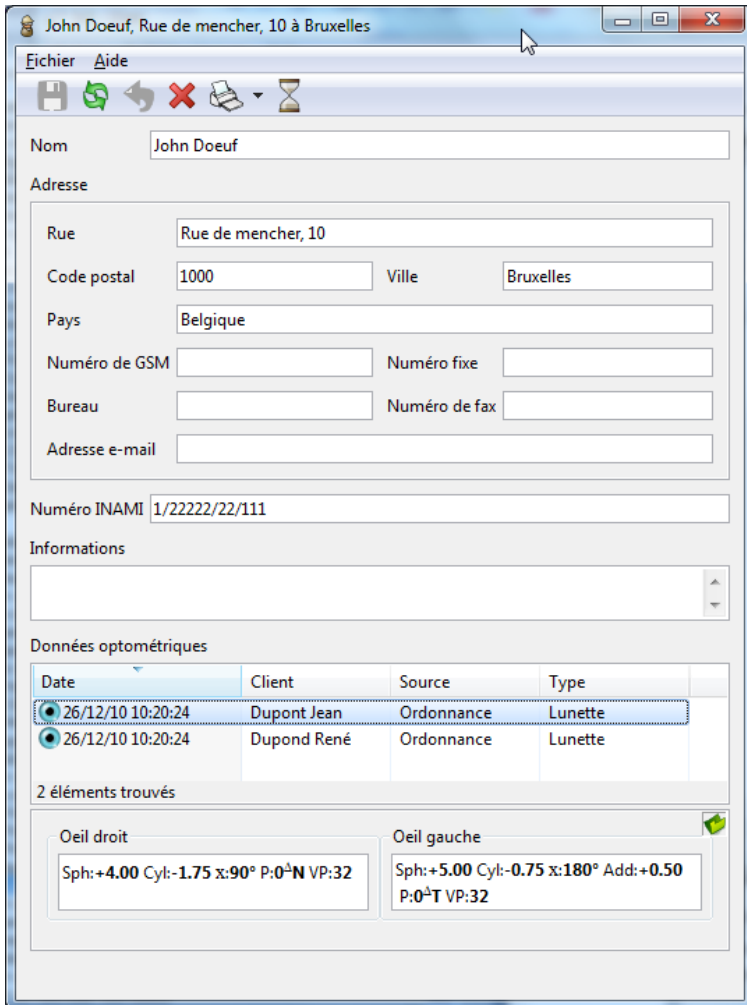 John Doeuf, Rue de mencher, 10 à Bruxelles
Fichier Aide
Nom John Doeuf
Adresse
Rue Rue de mencher, 10
Code postal 1000 Ville Bruxelles
Pays Belgique
Numéro de GSM Numéro fixe
Bureau Numéro de fax
Adresse e-mail
Numéro INAMI 1/22222/22/111
Informations
Données optométriques
Date Client Source Type
26/12/10 10:20:24 Dupont Jean Ordonnance Lunette
26/12/10 10:20:24 Dupond René Ordonnance Lunette
2 éléments trouvés
Oeil droit
Sph:+4.00 Cyl:-1.75 x:90° P:0ᐃN VP:32
Oeil gauche
Sph:+5.00 Cyl:-0.75 x:180° Add:+0.50
P:0ᐃT VP:32